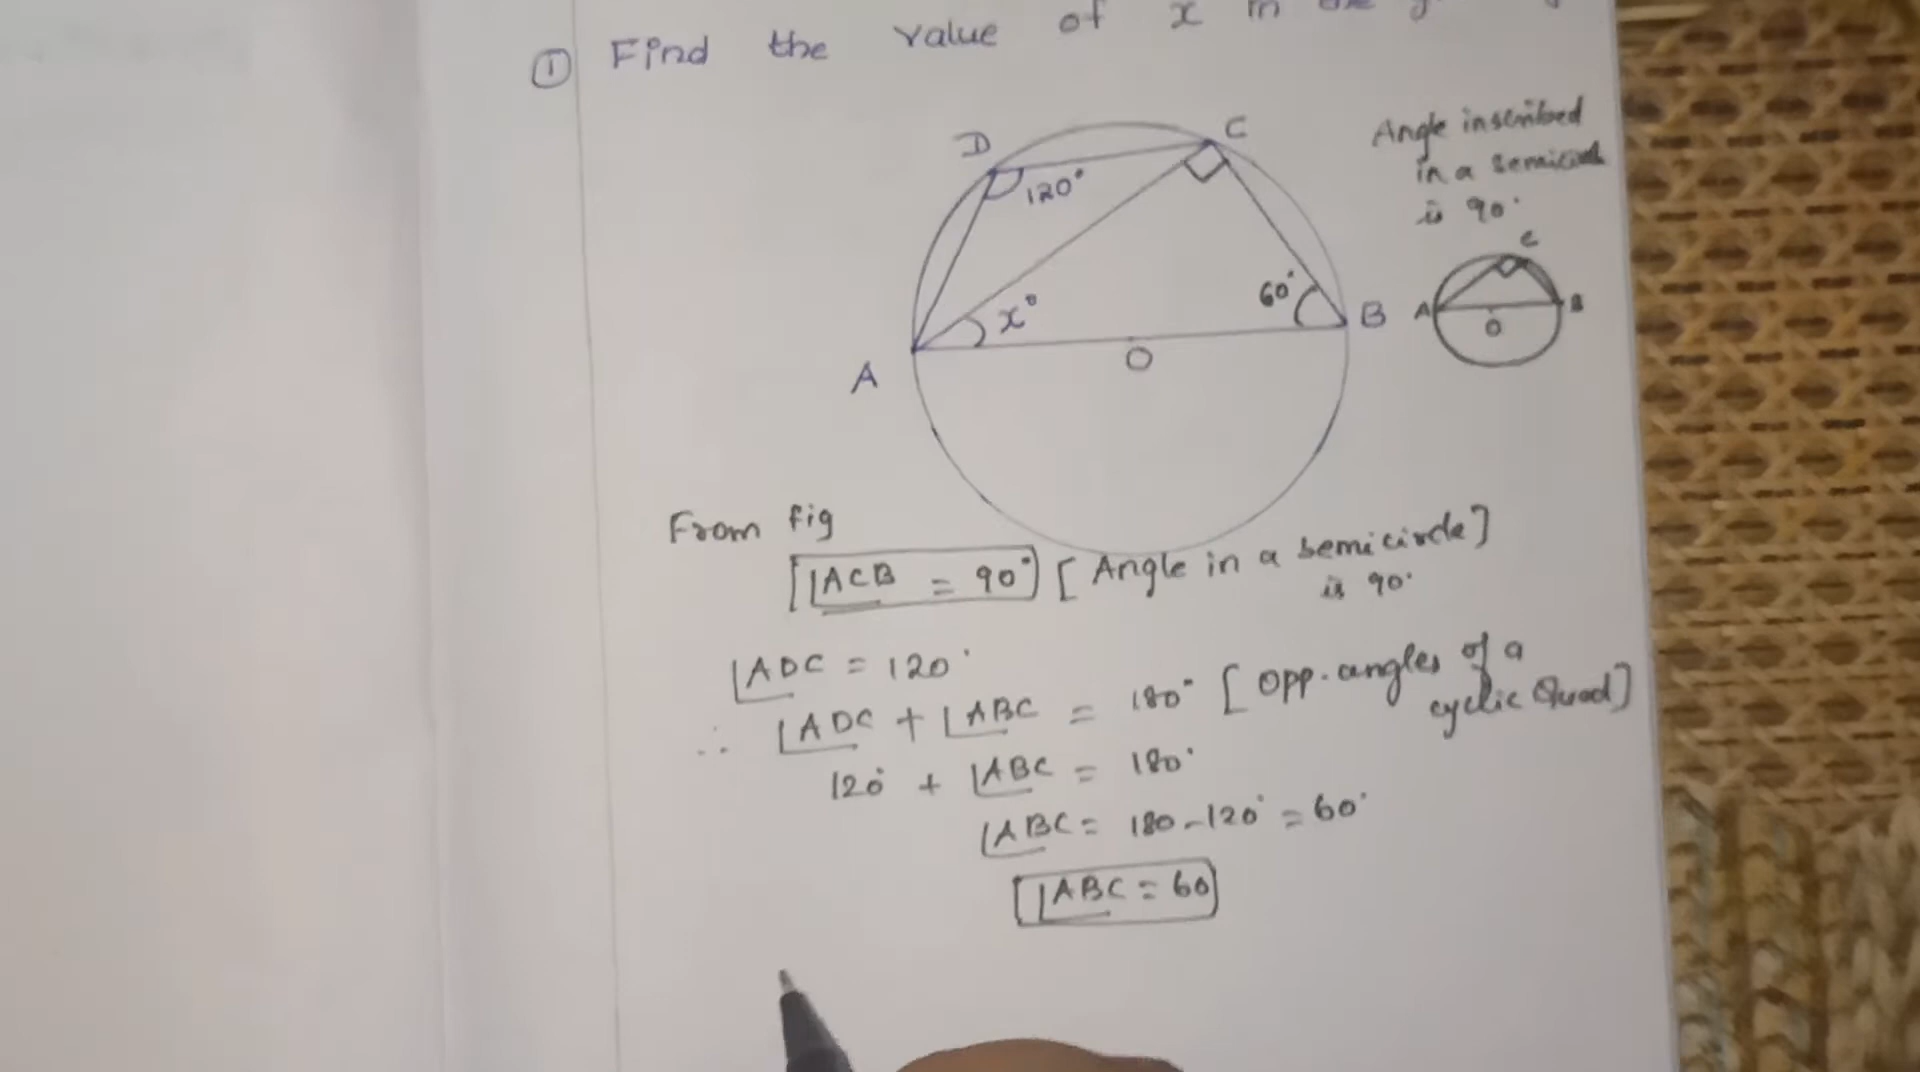 ① Find the value of x in the
D
C
120°
x°
60°
A
B
O
Angle inscribed
in a semicircle
is 90°
C
A
B
O
From fig
∠ACB = 90° [Angle in a semicircle]
is 90°
∠ADC = 120°
∴ ∠ADC + ∠ABC = 180° [Opp. angles of a
cyclic Quad]
120° + ∠ABC = 180°
∠ABC = 180 - 120° = 60°
∠ABC = 60